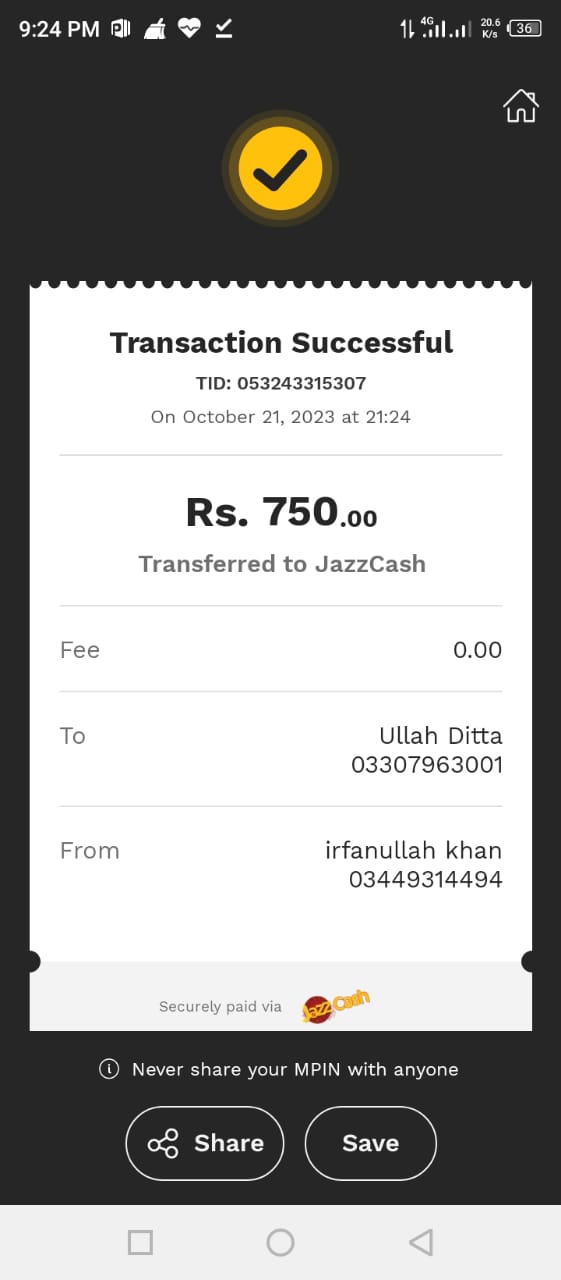 9:24 PM
4G
20.6
K/s
36
Transaction Successful
TID: 053243315307
On October 21, 2023 at 21:24
Rs. 750.00
Transferred to JazzCash
Fee 0.00
To Ullah Ditta
03307963001
From irfanullah khan
03449314494
Securely paid via JazzCash
Never share your MPIN with anyone
Share Save